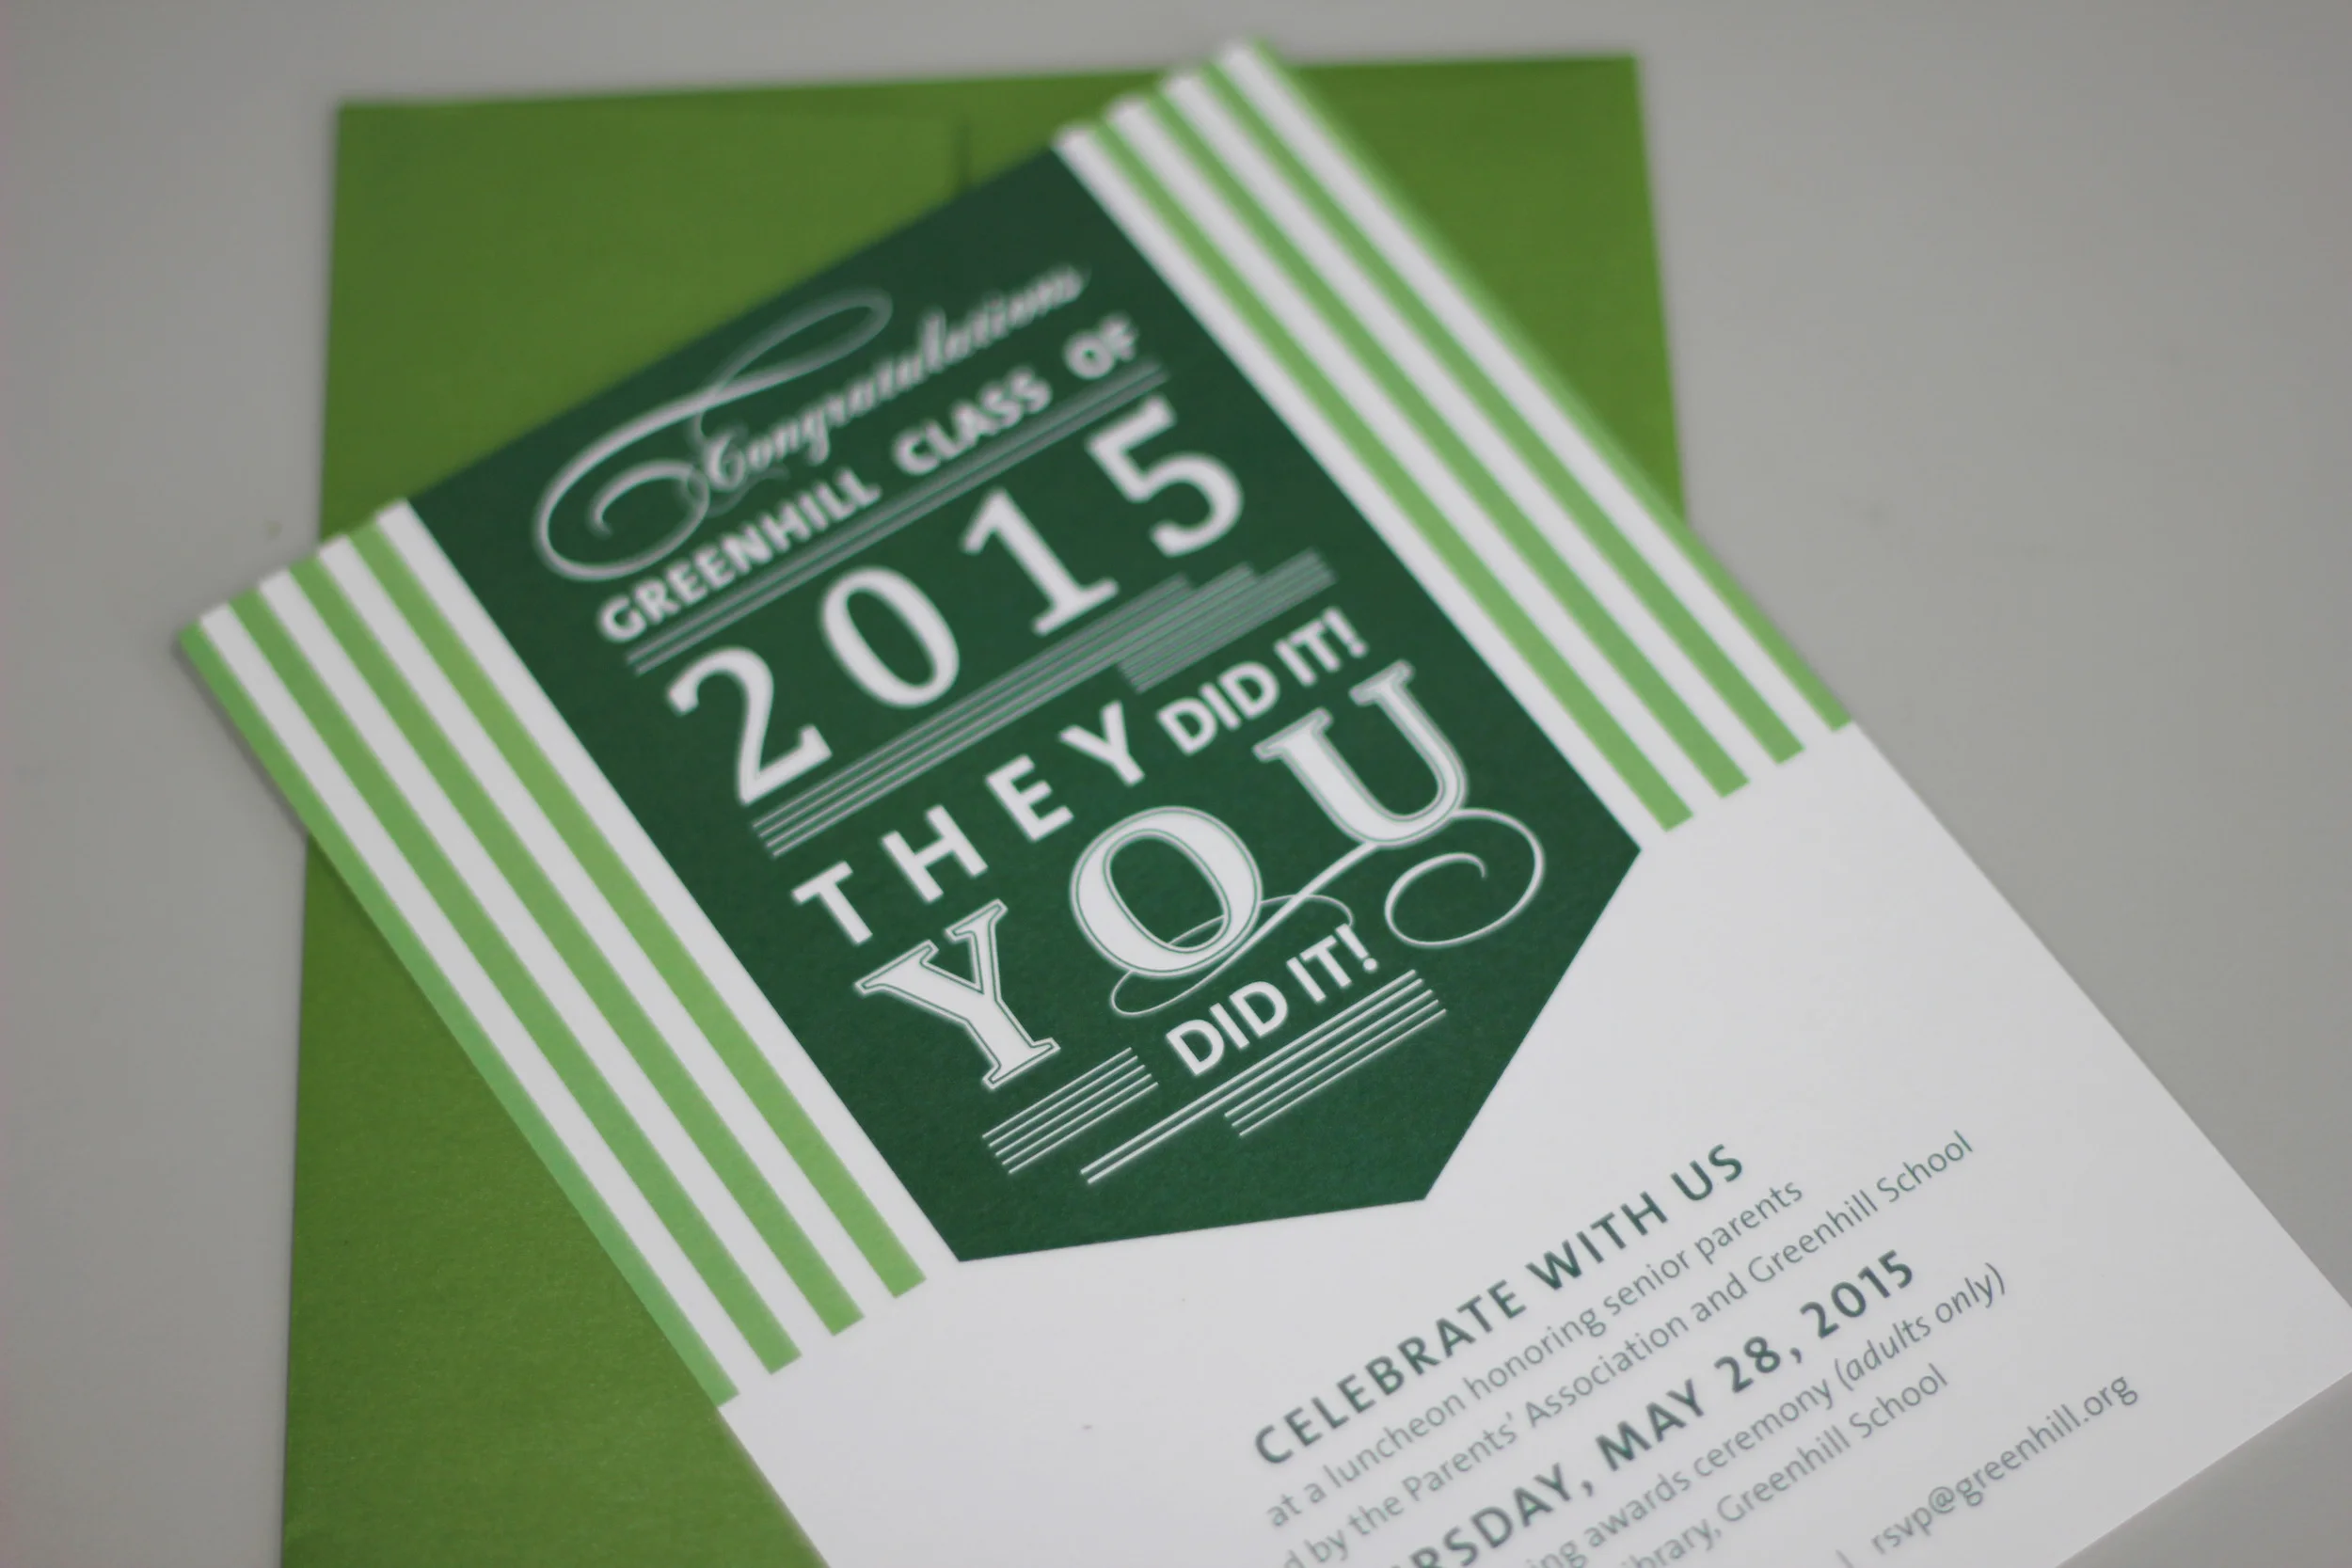 Congratulations
GREENHILL CLASS OF
2015
THEY DID IT!
YOU
DID IT!
CELEBRATE WITH US
at a luncheon honoring senior parents
by the Parents' Association and Greenhill School
MAY 28, 2015
awards ceremony (adults only)
Greenhill School
| rsvp@greenhill.org